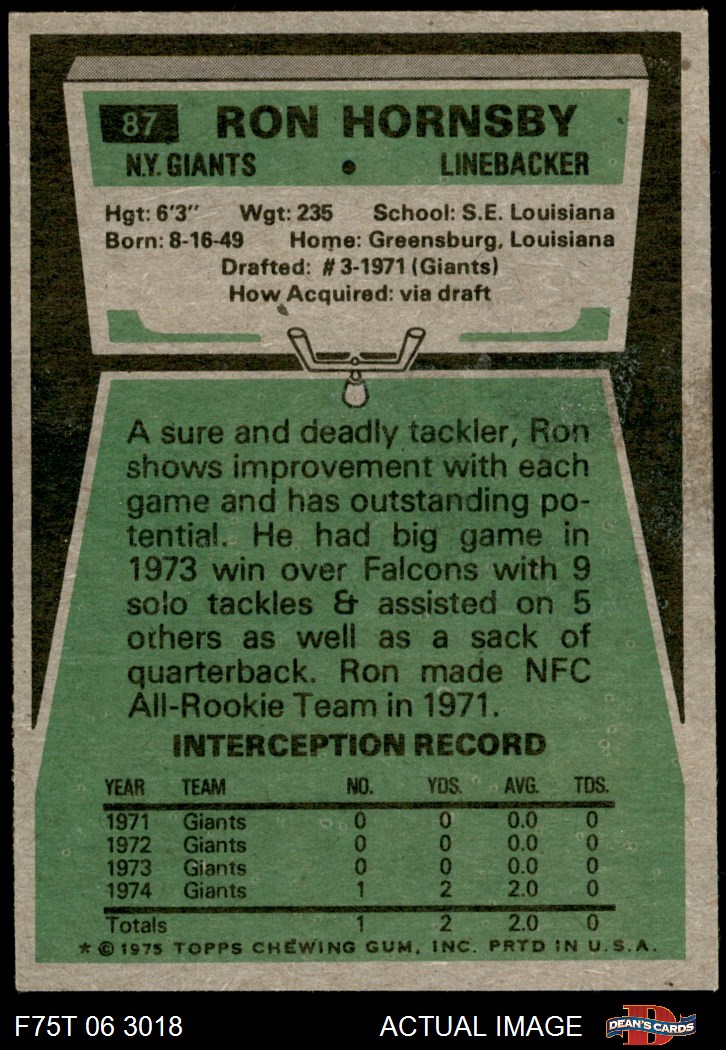 87 RON HORNSBY
N.Y. GIANTS • LINEBACKER
Hgt: 6'3" Wgt: 235 School: S.E. Louisiana
Born: 8-16-49 Home: Greensburg, Louisiana
Drafted: #3-1971 (Giants)
How Acquired: via draft
A sure and deadly tackler, Ron
shows improvement with each
game and has outstanding po-
tential. He had big game in
1973 win over Falcons with 9
solo tackles & assisted on 5
others as well as a sack of
quarterback. Ron made NFC
All-Rookie Team in 1971.
INTERCEPTION RECORD
YEAR TEAM NO. YDS. AVG. TDS.
1971 Giants 0 0 0.0 0
1972 Giants 0 0 0.0 0
1973 Giants 0 0 0.0 0
1974 Giants 1 2 2.0 0
Totals 1 2 2.0 0
* © 1975 TOPPS CHEWING GUM, INC. PRTD IN U.S.A.
F75T 06 3018 ACTUAL IMAGE D DEAN'S CARDS